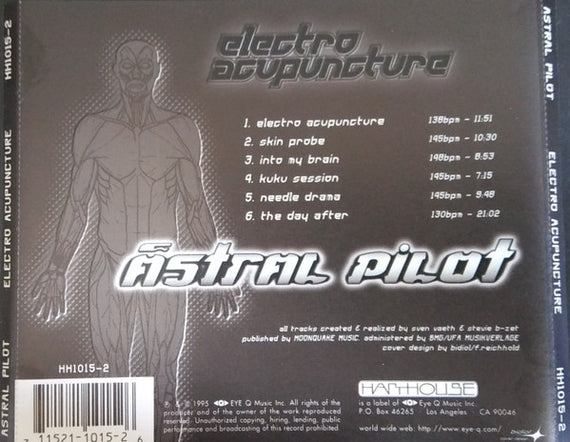 HH1015-2
ELECTRO ACUPUNCTURE
ASTRAL PILOT
electro
acupuncture
1. electro acupuncture 138bpm - 11:51
2. skin probe 145bpm - 10:30
3. into my brain 148bpm - 8:53
4. kuku session 145bpm - 7:15
5. needle drama 145bpm - 9.48
6. the day after 130bpm - 21:02
Astral Pilot
all tracks created & realized by sven vaeth & stevie b-zet
published by MOONQUAKE MUSIC. administered by BMG/UFA MUSIKVERLAGE
cover design by bidiol/f.reichhold
HH1015-2
7 11521-1015-2 6
℗ & © 1995 EYE Q Music Inc. All rights of the
producer and of the owner of the work reproduced
reserved. Unauthorized copying, hiring, lending, public
performance and broadcasting of this record prohibited.
HARTHOUSE
is a label of EYE Q Music Inc.
P.O. Box 46265 Los Angeles CA 90046
world wide web: http://www.eye-q.com/
ASTRAL PILOT
ELECTRO ACUPUNCTURE
HH1015-2